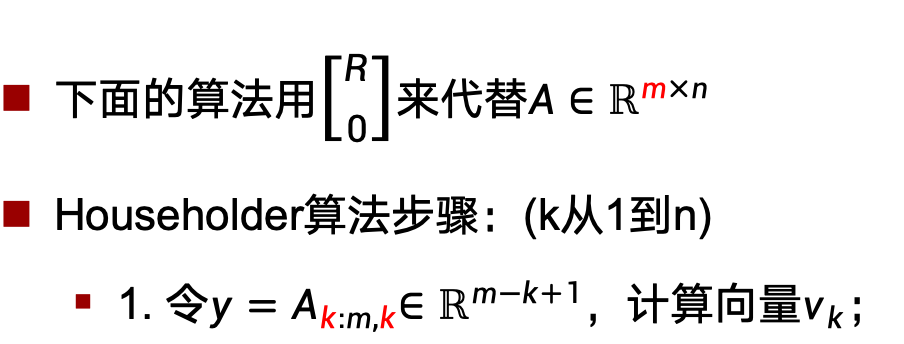 下面的算法用[R 0]来代替A ∈ ℝ^{m×n}
Householder算法步骤：(k从1到n)
1. 令y = A_{k:m,k}∈ ℝ^{m−k+1}，计算向量v_k；